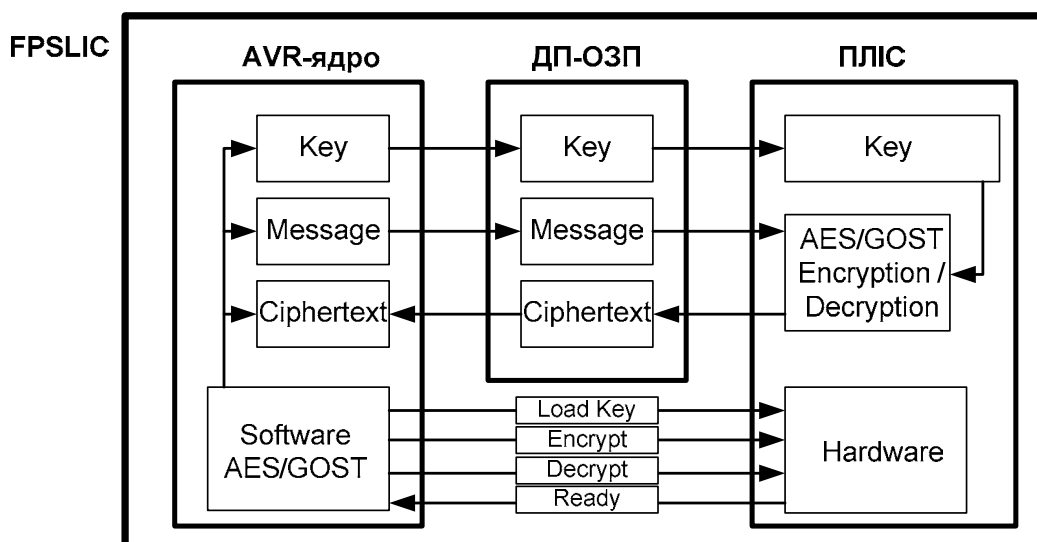 FPSLIC
AVR-ядро
ДП-ОЗП
ПЛІС
Key
Key
Key
Message
Message
AES/GOST
Encryption /
Decryption
Ciphertext
Ciphertext
Software
AES/GOST
Load Key
Encrypt
Decrypt
Ready
Hardware